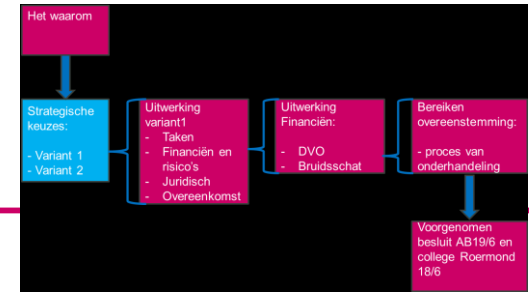 Het waarom
Strategische
keuzes:
- Variant 1
- Variant 2
Uitwerking
variant1
- Taken
- Financiën en
risico's
- Juridisch
- Overeenkomst
Uitwerking
Financiën:
- DVO
- Bruidsschat
Bereiken
overeenstemming:
- proces van
onderhandeling
Voorgenomen
besluit AB19/6 en
college Roermond
18/6